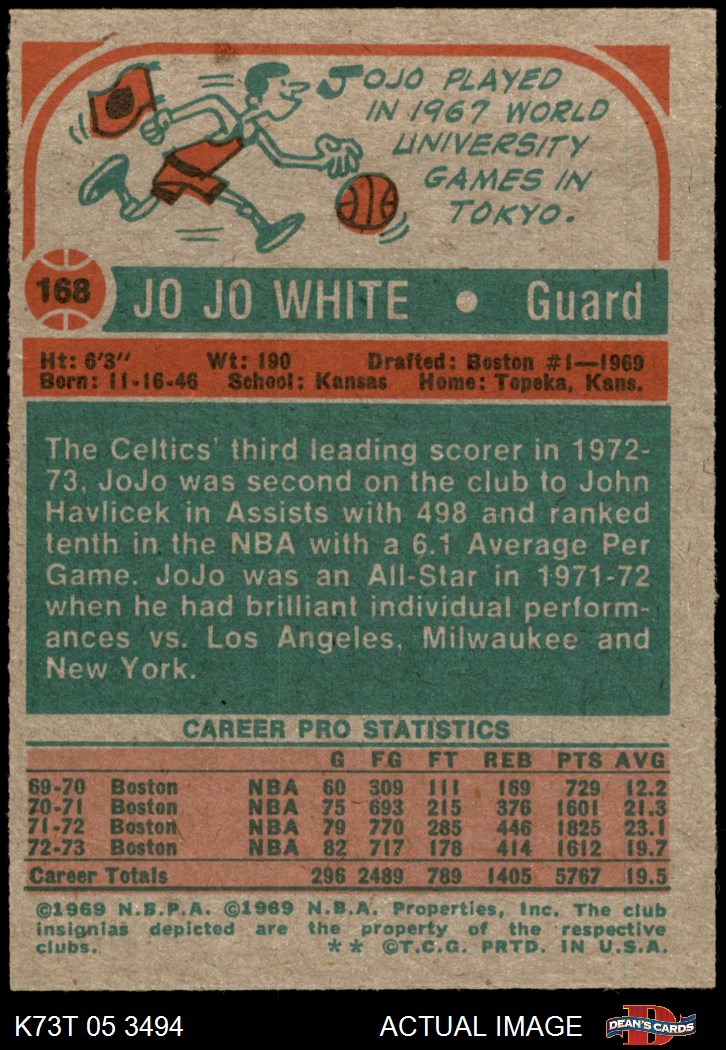 JOJO PLAYED
IN 1967 WORLD
UNIVERSITY
GAMES IN
TOKYO.
168 JO JO WHITE • Guard
Ht: 6'3" Wt: 190 Drafted: Boston #1—1969
Born: 11-16-46 School: Kansas Home: Topeka, Kans.
The Celtics' third leading scorer in 1972-
73, JoJo was second on the club to John
Havlicek in Assists with 498 and ranked
tenth in the NBA with a 6.1 Average Per
Game. JoJo was an All-Star in 1971-72
when he had brilliant individual perform-
ances vs. Los Angeles, Milwaukee and
New York.
CAREER PRO STATISTICS
G FG FT REB PTS AVG
69-70 Boston NBA 60 309 111 169 729 12.2
70-71 Boston NBA 75 693 215 376 1601 21.3
71-72 Boston NBA 79 770 285 446 1825 23.1
72-73 Boston NBA 82 717 178 414 1612 19.7
Career Totals 296 2489 789 1405 5767 19.5
©1969 N.B.P.A. ©1969 N.B.A. Properties, Inc. The club
insignias depicted are the property of the respective
clubs. ** ©T.C.G. PRTD. IN U.S.A.
K73T 05 3494 ACTUAL IMAGE D DEAN'S CARDS